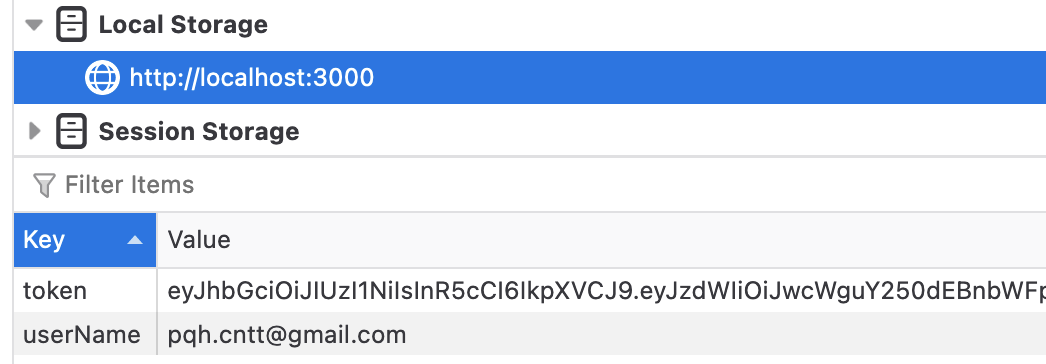 Local Storage
http://localhost:3000
Session Storage
Filter Items
Key Value
token eyJhbGciOiJIUzI1NiIsInR5cCI6IkpXVCJ9.eyJzdWIiOiJwcWguY250dEBnbWFp
userName pqh.cntt@gmail.com